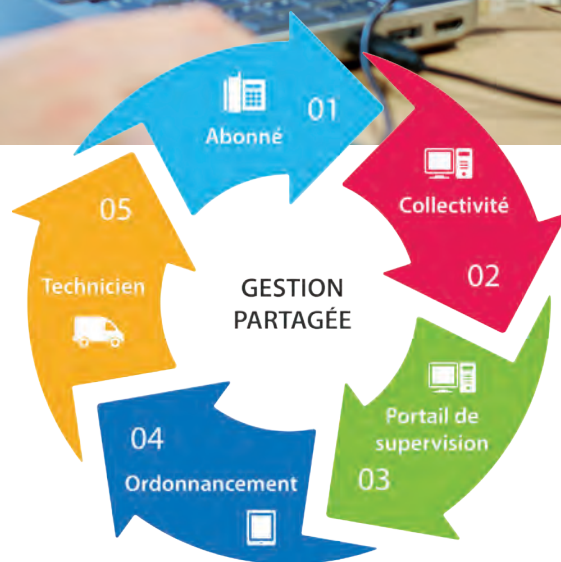 01
Abonné
Collectivité
02
Portail de
supervision
03
04
Ordonnancement
05
Technicien
GESTION
PARTAGÉE